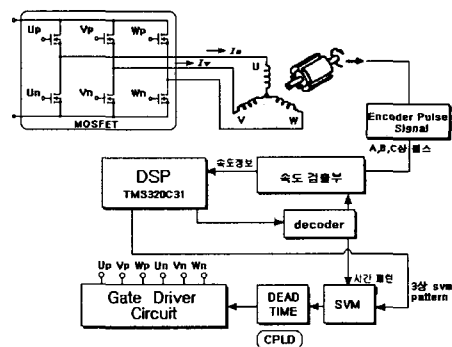 Up Vp Wp
Iu
U
Iv
Un Vn Wn
V W
MOSFET
Encoder Pulse
Signal
A,B,C상 펄스
속도정보
DSP
TMS320C31
속도 검출부
decoder
Up Vp Wp Un Vn Wn
시간 패턴
3상 svm
pattern
Gate Driver
Circuit
DEAD
TIME
SVM
CPLD